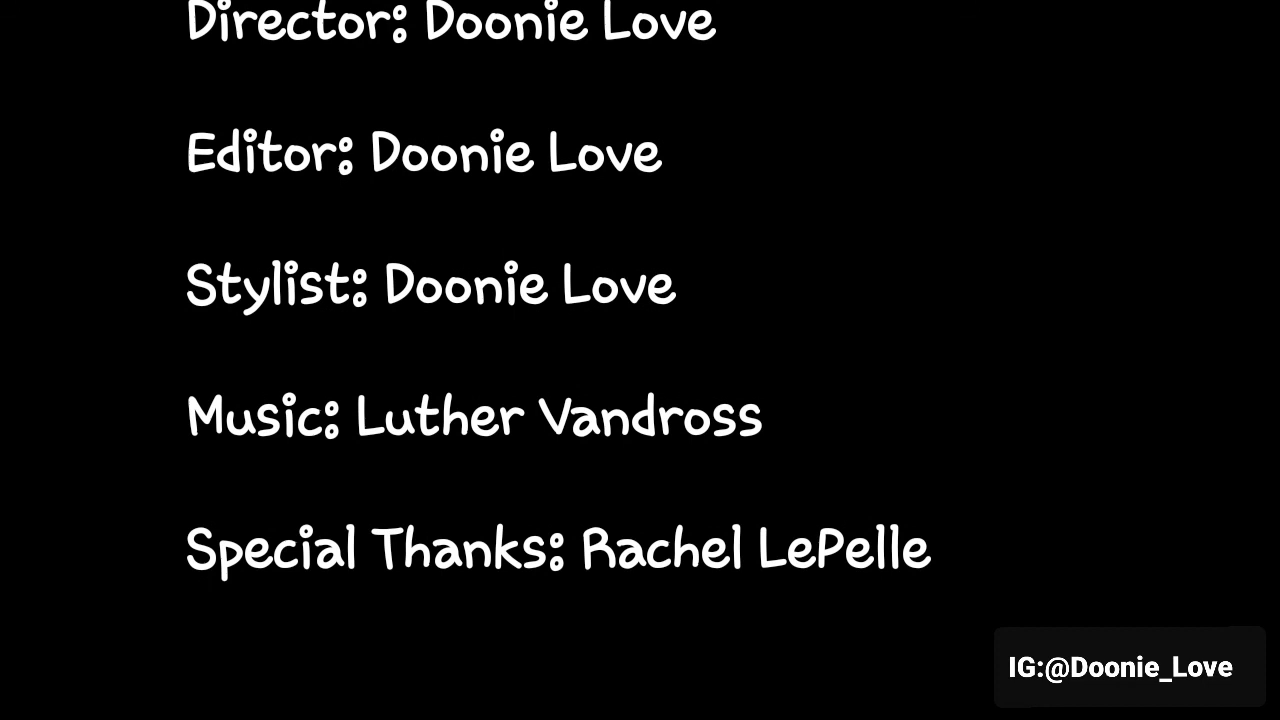 Director: Doonie Love
Editor: Doonie Love
Stylist: Doonie Love
Music: Luther Vandross
Special Thanks: Rachel LePelle
IG:@Doonie_Love